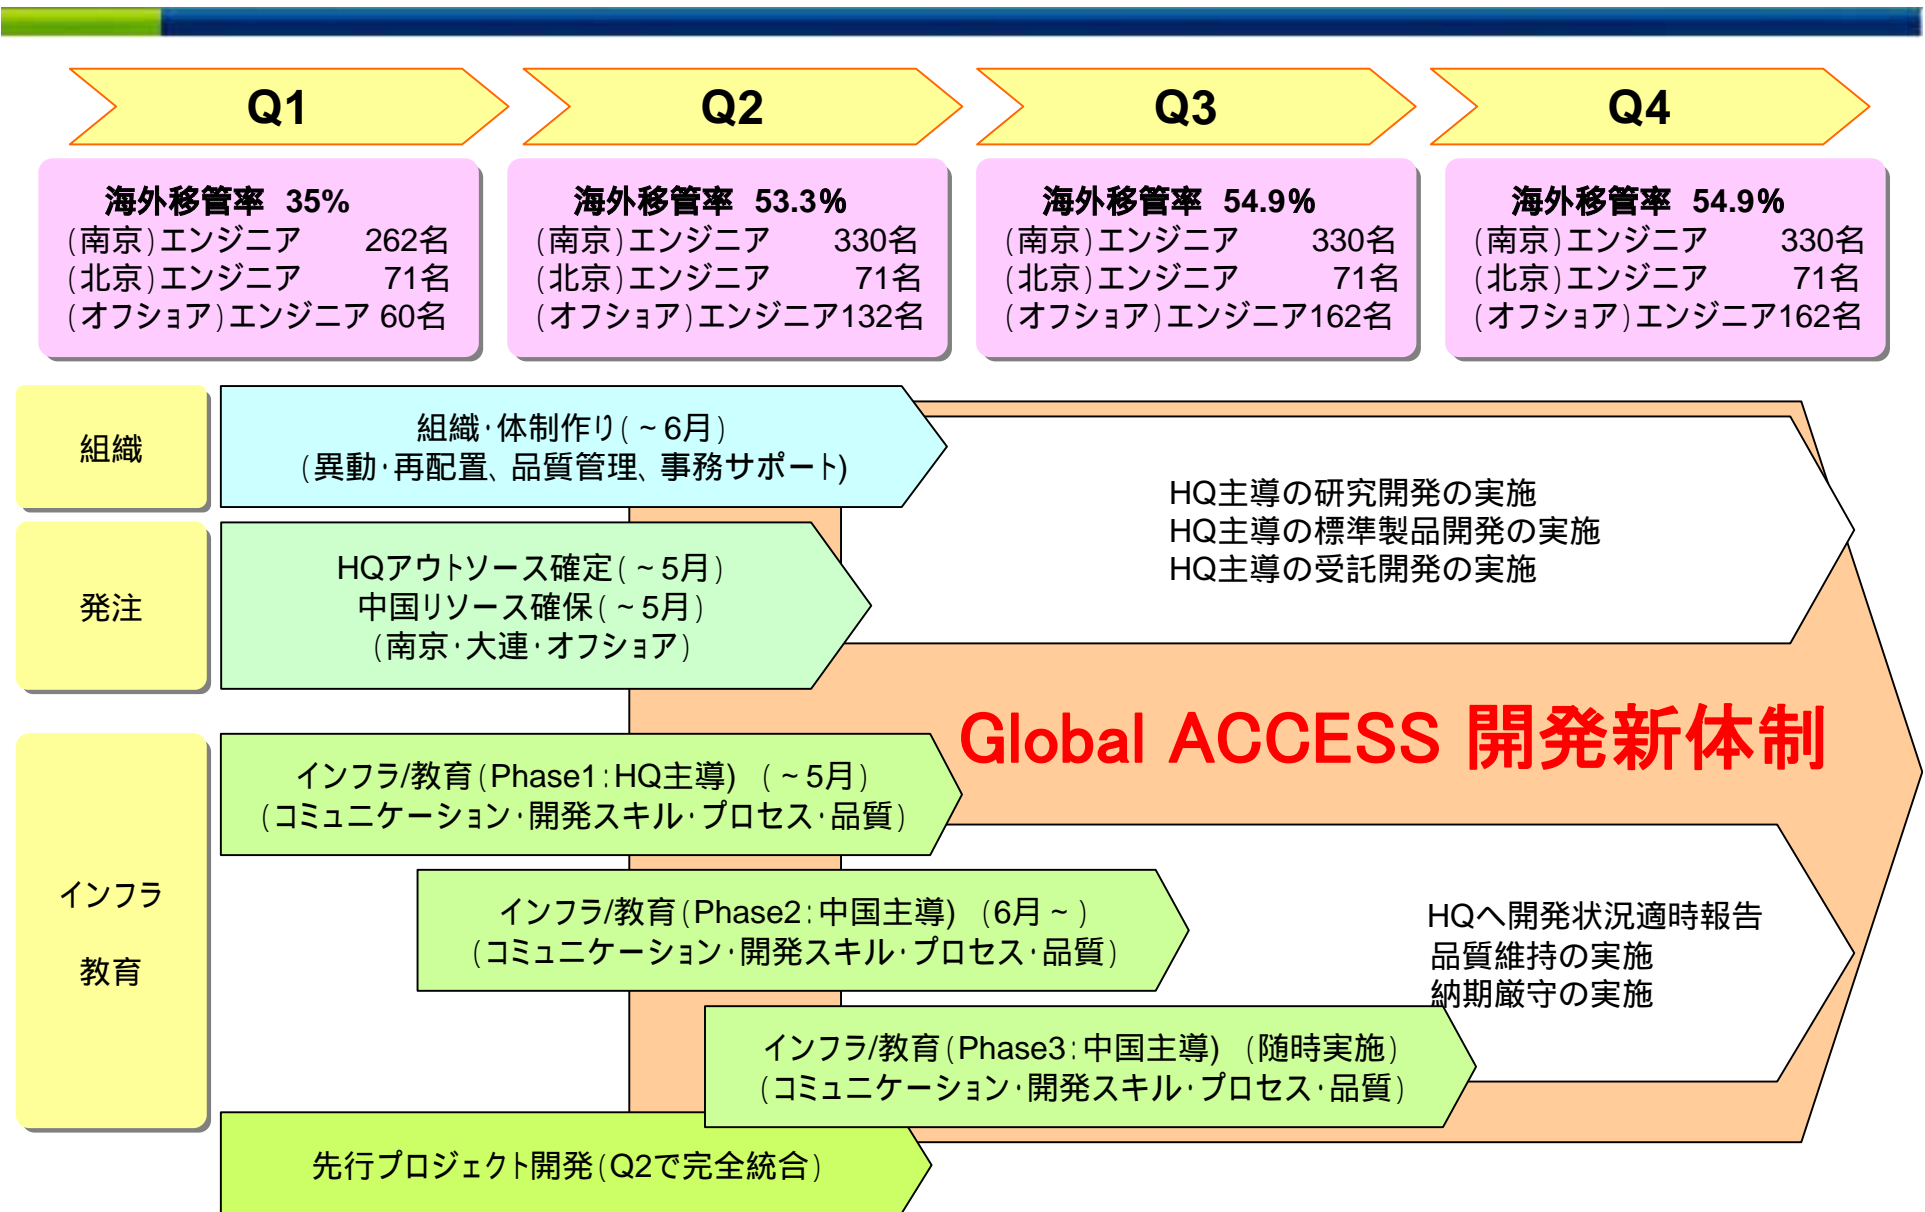 Q1
Q2
Q3
Q4
海外移管率 35%
(南京)エンジニア 262名
(北京)エンジニア 71名
(オフショア)エンジニア 60名
海外移管率 53.3%
(南京)エンジニア 330名
(北京)エンジニア 71名
(オフショア)エンジニア132名
海外移管率 54.9%
(南京)エンジニア 330名
(北京)エンジニア 71名
(オフショア)エンジニア162名
海外移管率 54.9%
(南京)エンジニア 330名
(北京)エンジニア 71名
(オフショア)エンジニア162名
組織
組織・体制作り(~6月)
(異動・再配置、品質管理、事務サポート)
HQ主導の研究開発の実施
HQ主導の標準製品開発の実施
HQ主導の受託開発の実施
発注
HQアウトソース確定(~5月)
中国リソース確保(~5月)
(南京・大連・オフショア)
Global ACCESS 開発新体制
インフラ
教育
インフラ/教育(Phase1:HQ主導) (~5月)
(コミュニケーション・開発スキル・プロセス・品質)
インフラ/教育(Phase2:中国主導) (6月~)
(コミュニケーション・開発スキル・プロセス・品質)
HQへ開発状況適時報告
品質維持の実施
納期厳守の実施
インフラ/教育(Phase3:中国主導) (随時実施)
(コミュニケーション・開発スキル・プロセス・品質)
先行プロジェクト開発(Q2で完全統合)